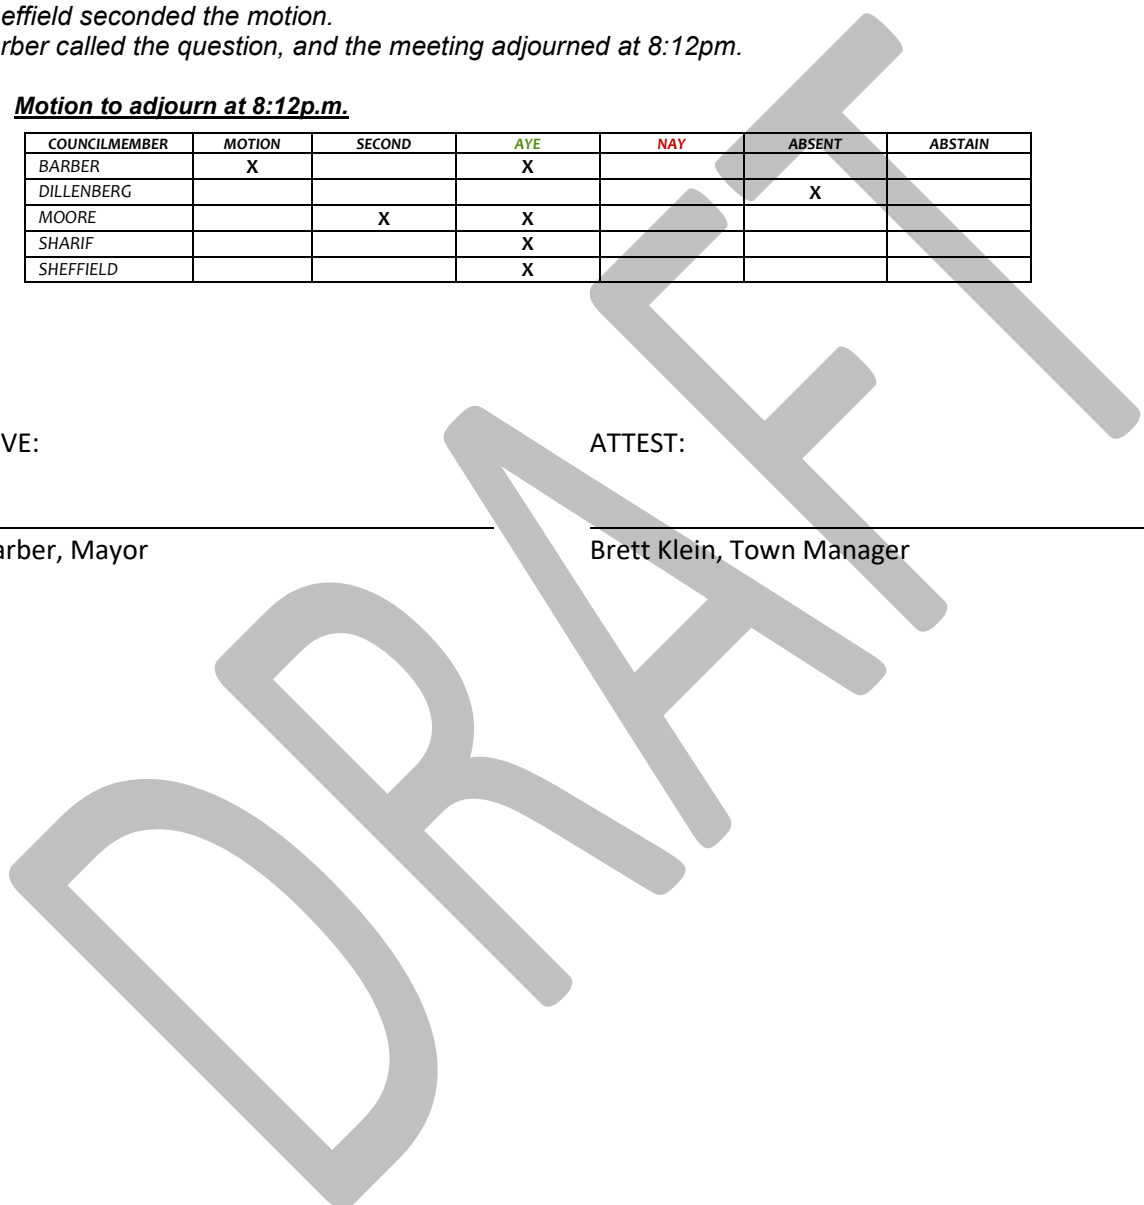 effield seconded the motion.
rber called the question, and the meeting adjourned at 8:12pm.
Motion to adjourn at 8:12p.m.
COUNCILMEMBER MOTION SECOND AYE NAY ABSENT ABSTAIN
BARBER X X
DILLENBERG X
MOORE X X
SHARIF X
SHEFFIELD X
VE: ATTEST:
arber, Mayor Brett Klein, Town Manager
DRAFT